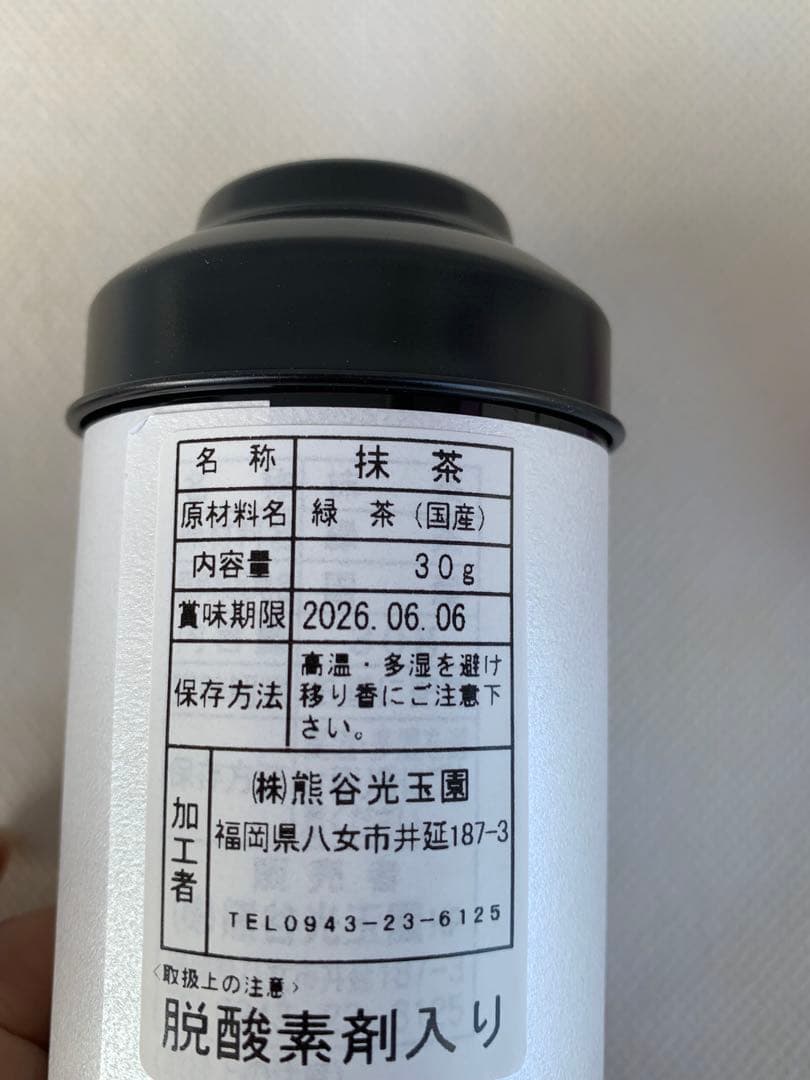 名称 抹茶
原材料名 緑茶（国産）
内容量 30g
賞味期限 2026.06.06
保存方法 高温・多湿を避け
移り香にご注意下
さい。
加工者 ㈱熊谷光玉園
福岡県八女市井延187-3
TEL0943-23-6125
<取扱上の注意>
脱酸素剤入り